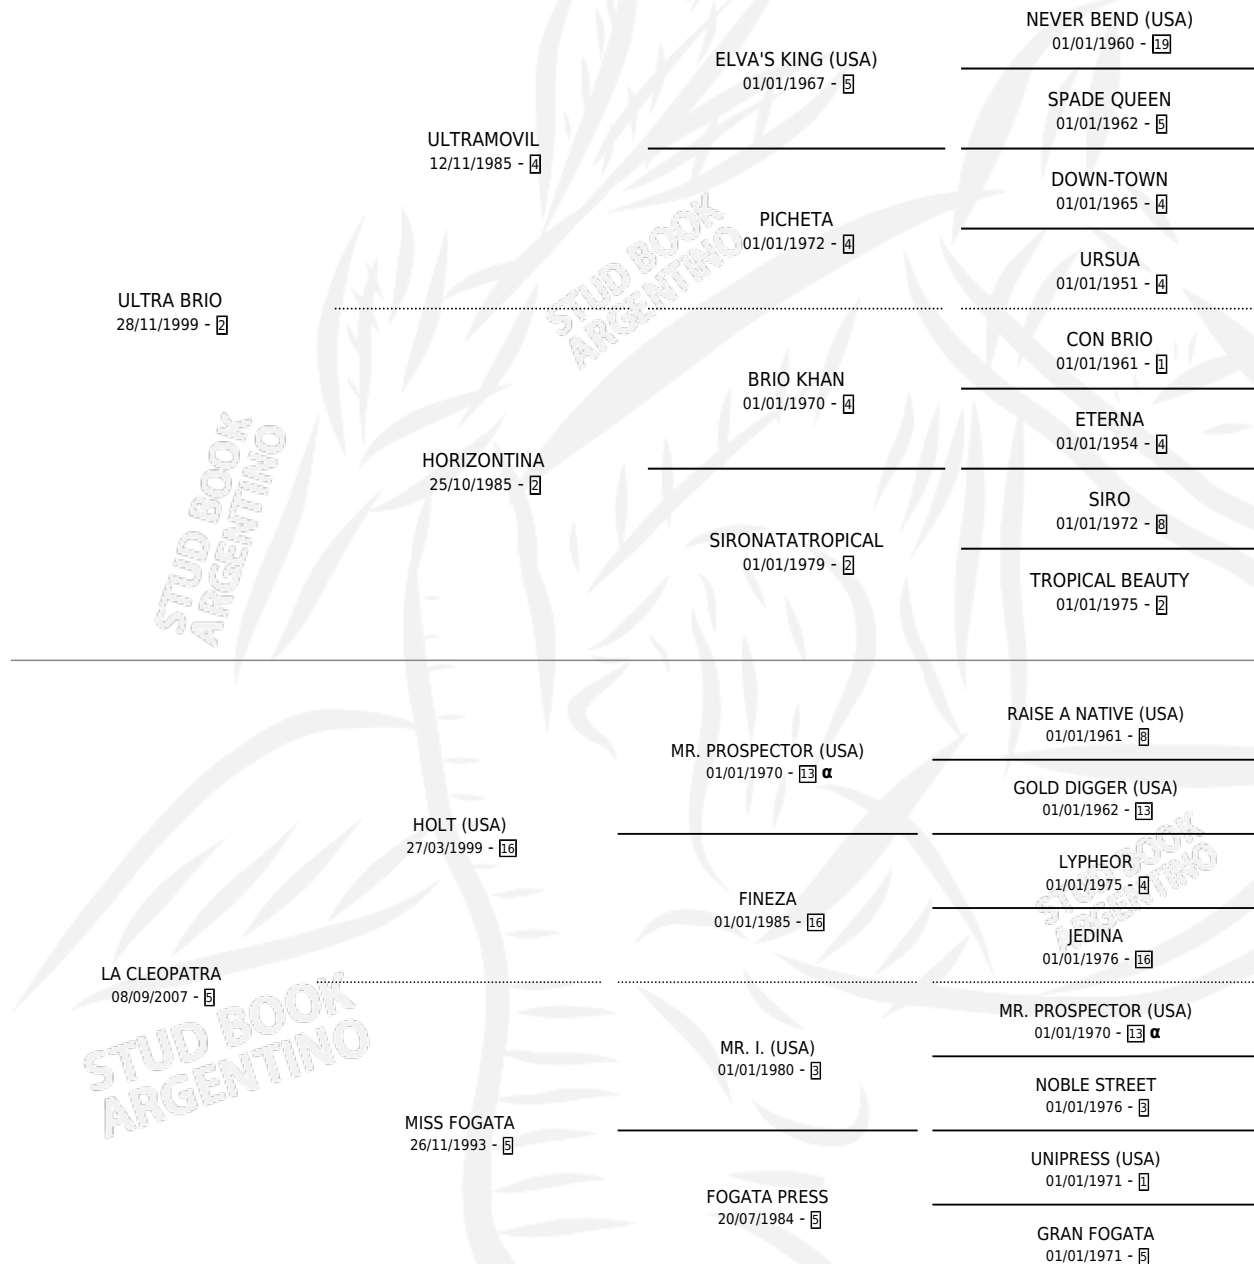 NEVER BEND (USA)
01/01/1960 - 19
ELVA'S KING (USA)
01/01/1967 - 5
SPADE QUEEN
01/01/1962 - 5
ULTRAMOVIL
12/11/1985 - 4
DOWN-TOWN
01/01/1965 - 4
PICHETA
01/01/1972 - 4
URSUA
01/01/1951 - 4
ULTRA BRIO
28/11/1999 - 2
CON BRIO
01/01/1961 - 1
BRIO KHAN
01/01/1970 - 4
ETERNA
01/01/1954 - 4
HORIZONTINA
25/10/1985 - 2
SIRO
01/01/1972 - 8
SIRONATATROPICAL
01/01/1979 - 2
TROPICAL BEAUTY
01/01/1975 - 2
RAISE A NATIVE (USA)
01/01/1961 - 8
MR. PROSPECTOR (USA)
01/01/1970 - 13 α
GOLD DIGGER (USA)
01/01/1962 - 13
HOLT (USA)
27/03/1999 - 16
LYPHEOR
01/01/1975 - 4
FINEZA
01/01/1985 - 16
JEDINA
01/01/1976 - 16
LA CLEOPATRA
08/09/2007 - 5
MR. PROSPECTOR (USA)
01/01/1970 - 13 α
MR. I. (USA)
01/01/1980 - 3
NOBLE STREET
01/01/1976 - 3
MISS FOGATA
26/11/1993 - 5
UNIPRESS (USA)
01/01/1971 - 1
FOGATA PRESS
20/07/1984 - 5
GRAN FOGATA
01/01/1971 - 5
STUD BOOK
ARGENTINO
STUD BOOK
ARGENTINO
STUD BOOK
ARGENTINO
STUD BOOK
ARGENTINO